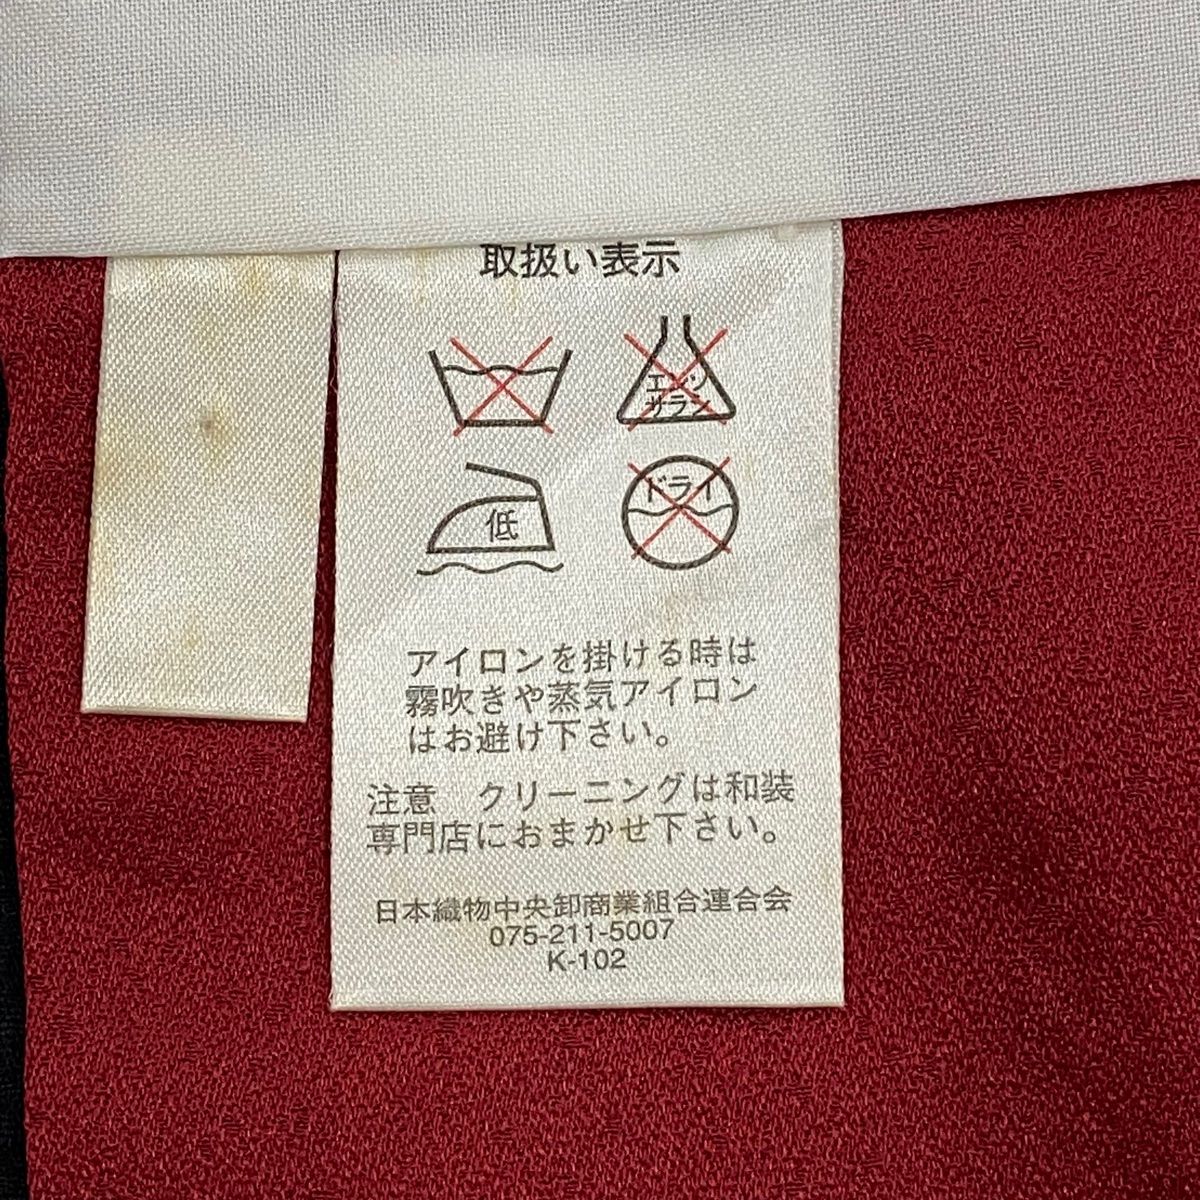 取扱い表示
エンソ
サラシ
低
ドライ
アイロンを掛ける時は
霧吹きや蒸気アイロン
はお避け下さい。
注意　クリーニングは和装
専門店におまかせ下さい。
日本織物中央卸商業組合連合会
075-211-5007
K-102